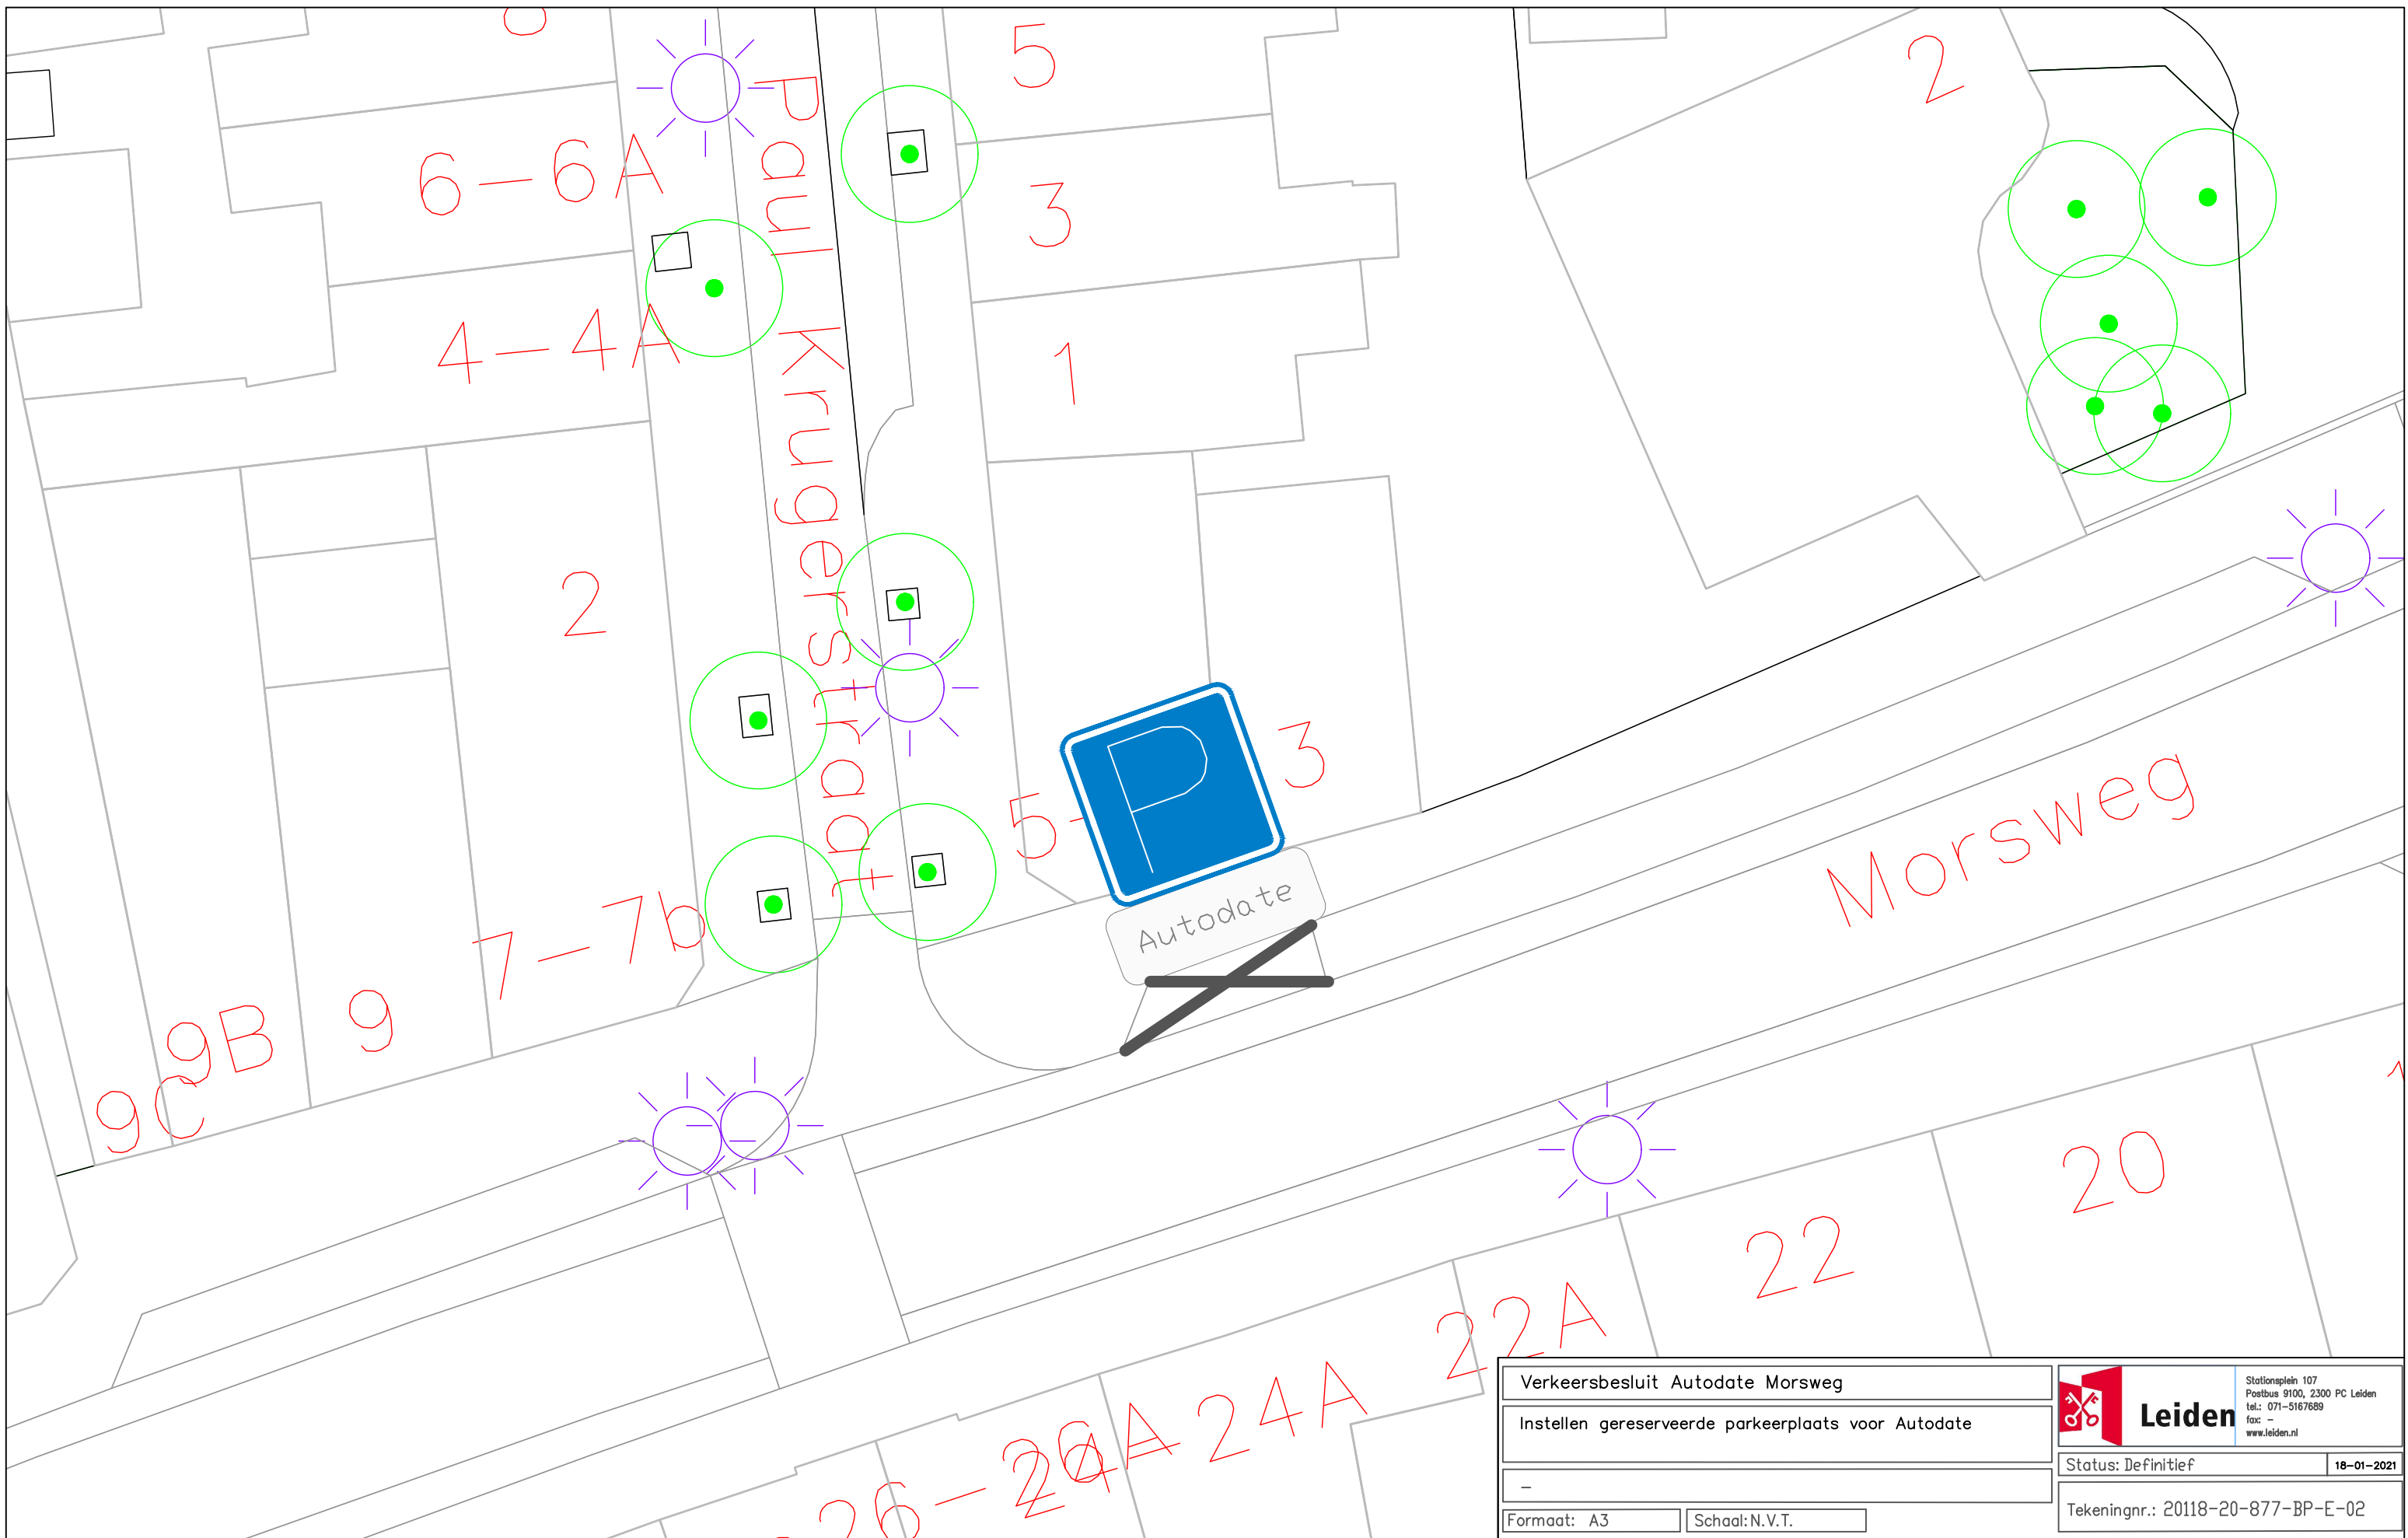 5
2
6-6A
3
4-4A
1
Paul Krugerstraat
2
3
5-
P
Autodate
Morsweg
7-7b
9
9B
9C
20
22
22A
24A
26-26A
Verkeersbesluit Autodate Morsweg
Instellen gereserveerde parkeerplaats voor Autodate
-
Formaat: A3
Schaal: N.V.T.
Leiden
Stationsplein 107
Postbus 9100, 2300 PC Leiden
tel.: 071-5167689
fax: -
www.leiden.nl
Status: Definitief
18-01-2021
Tekeningnr.: 20118-20-877-BP-E-02